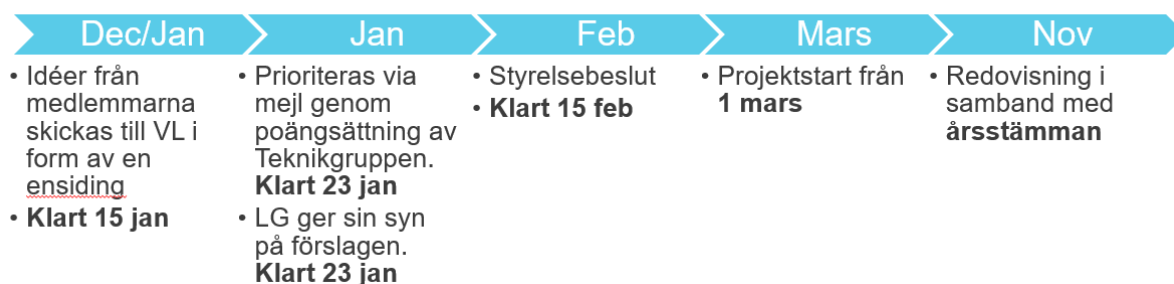 Dec/Jan
Jan
Feb
Mars
Nov
• Idéer från
medlemmarna
skickas till VL i
form av en
ensiding
• Klart 15 jan
• Prioriteras via
mejl genom
poängsättning av
Teknikgruppen.
Klart 23 jan
• LG ger sin syn
på förslagen.
Klart 23 jan
• Styrelsebeslut
• Klart 15 feb
• Projektstart från
1 mars
• Redovisning i
samband med
årsstämman